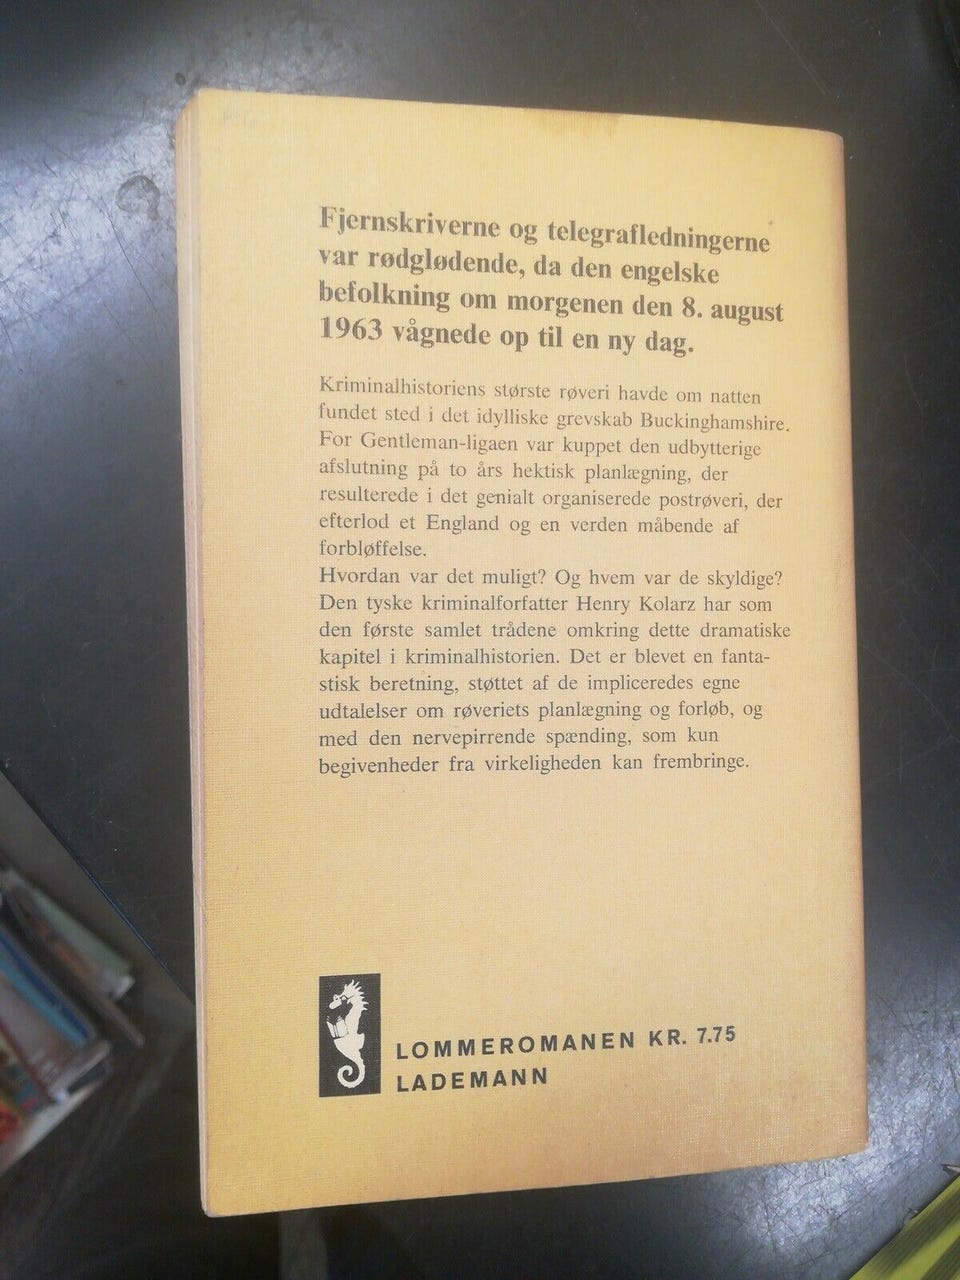 Fjernskriverne og telegrafledningerne
var rødglødende, da den engelske
befolkning om morgenen den 8. august
1963 vågnede op til en ny dag.
Kriminalhistoriens største røveri havde om natten
fundet sted i det idylliske grevskab Buckinghamshire.
For Gentleman-ligaen var kuppet den udbytterige
afslutning på to års hektisk planlægning, der
resulterede i det genialt organiserede postrøveri, der
efterlod et England og en verden måbende af
forbløffelse.
Hvordan var det muligt? Og hvem var de skyldige?
Den tyske kriminalforfatter Henry Kolarz har som
den første samlet trådene omkring dette dramatiske
kapitel i kriminalhistorien. Det er blevet en fanta-
stisk beretning, støttet af de impliceredes egne
udtalelser om røveriets planlægning og forløb, og
med den nervepirrende spænding, som kun
begivenheder fra virkeligheden kan frembringe.
LOMMEROMANEN KR. 7.75
LADEMANN